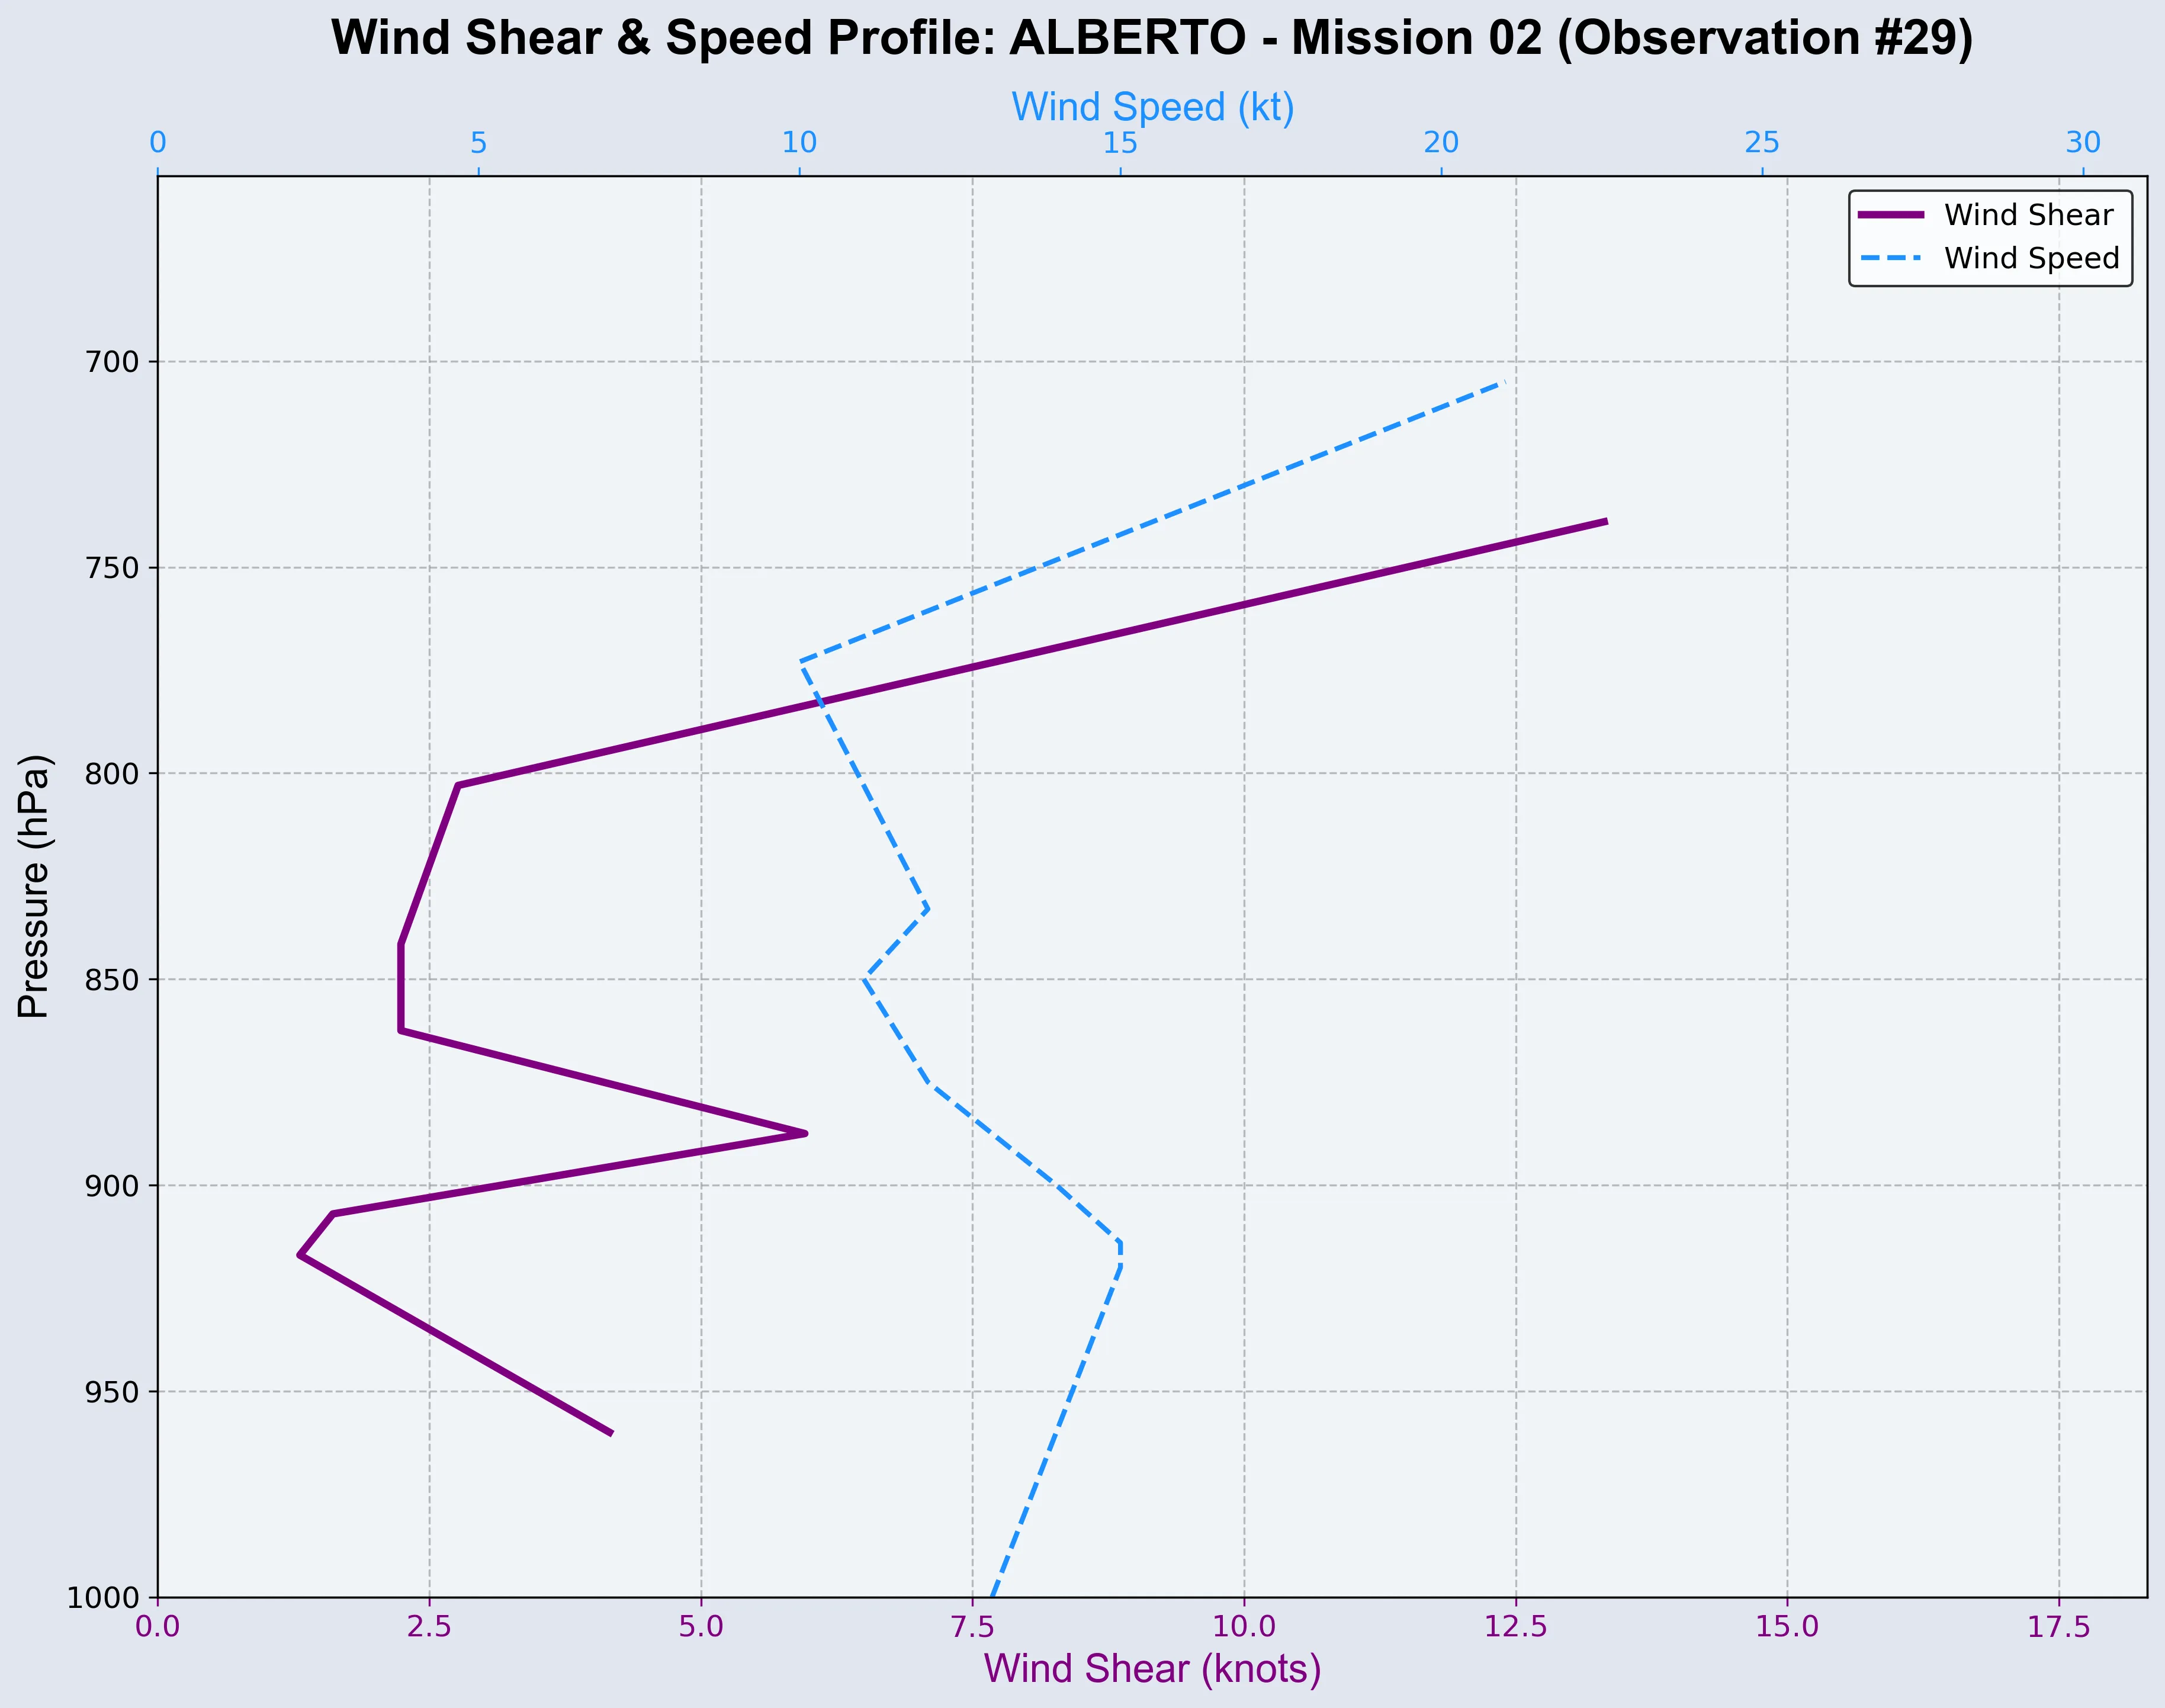 Wind Shear & Speed Profile: ALBERTO - Mission 02 (Observation #29)
Wind Speed (kt)
0 5 10 15 20 25 30
Wind Shear
Wind Speed
700
750
800
850
900
950
1000
Pressure (hPa)
0.0 2.5 5.0 7.5 10.0 12.5 15.0 17.5
Wind Shear (knots)